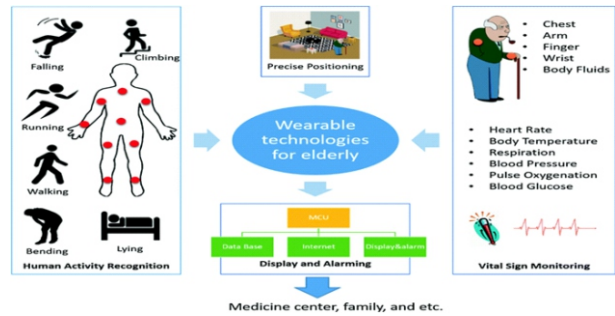 Falling
Climbing
Running
Walking
Bending
Lying
Human Activity Recognition
Precise Positioning
Wearable
technologies
for elderly
MCU
Data Base
Internet
Display&alarm
Display and Alarming
Medicine center, family, and etc.
• Chest
• Arm
• Finger
• Wrist
• Body Fluids
• Heart Rate
• Body Temperature
• Respiration
• Blood Pressure
• Pulse Oxygenation
• Blood Glucose
Vital Sign Monitoring